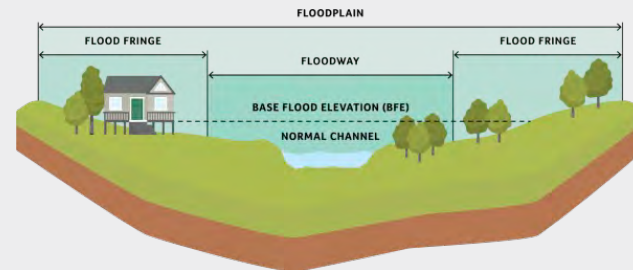 FLOODPLAIN
FLOOD FRINGE
FLOOD FRINGE
FLOODWAY
BASE FLOOD ELEVATION (BFE)
NORMAL CHANNEL